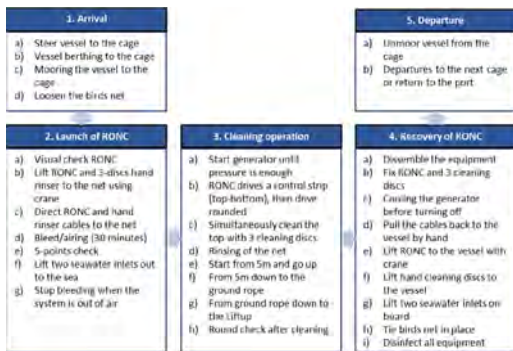 1. Arrival
a) Steer vessel to the cage
b) Vessel berthing to the cage
c) Mooring the vessel to the
cage
d) Loosen the birds net
2. Launch of RONC
a) Visual check RONC
b) Lift RONC and 3-discs hand
rinser to the net using
crane
c) Direct RONC and hand
rinser cables to the net
d) Bleed/airing (30 minutes)
e) 5-points check
f) Lift two seawater inlets out
to the sea
g) Stop bleeding when the
system is out of air
3. Cleaning operation
a) Start generator until
pressure is enough
b) RONC drives a control strip
(top-bottom), then drive
rounded
c) Simultaneously clean the
top with 3 cleaning discs
d) Rinsing of the net
e) Start from 5m and go up
f) From 5m down to the
ground rope
g) From ground rope down to
the Liftup
h) Round check after cleaning
5. Departure
a) Unmoor vessel from the
cage
b) Departures to the next cage
or return to the port
4. Recovery of RONC
a) Dissemble the equipment
b) Fix RONC and 3 cleaning
discs
c) the
generator before turning off
d) Pull the cables back to the
vessel by hand
e) Lift RONC to the vessel with
crane
f) Lift hand cleaning discs to
the vessel
g) Lift two seawater inlets on
board
h) Tie birds net in place
i) Disinfect all equipment